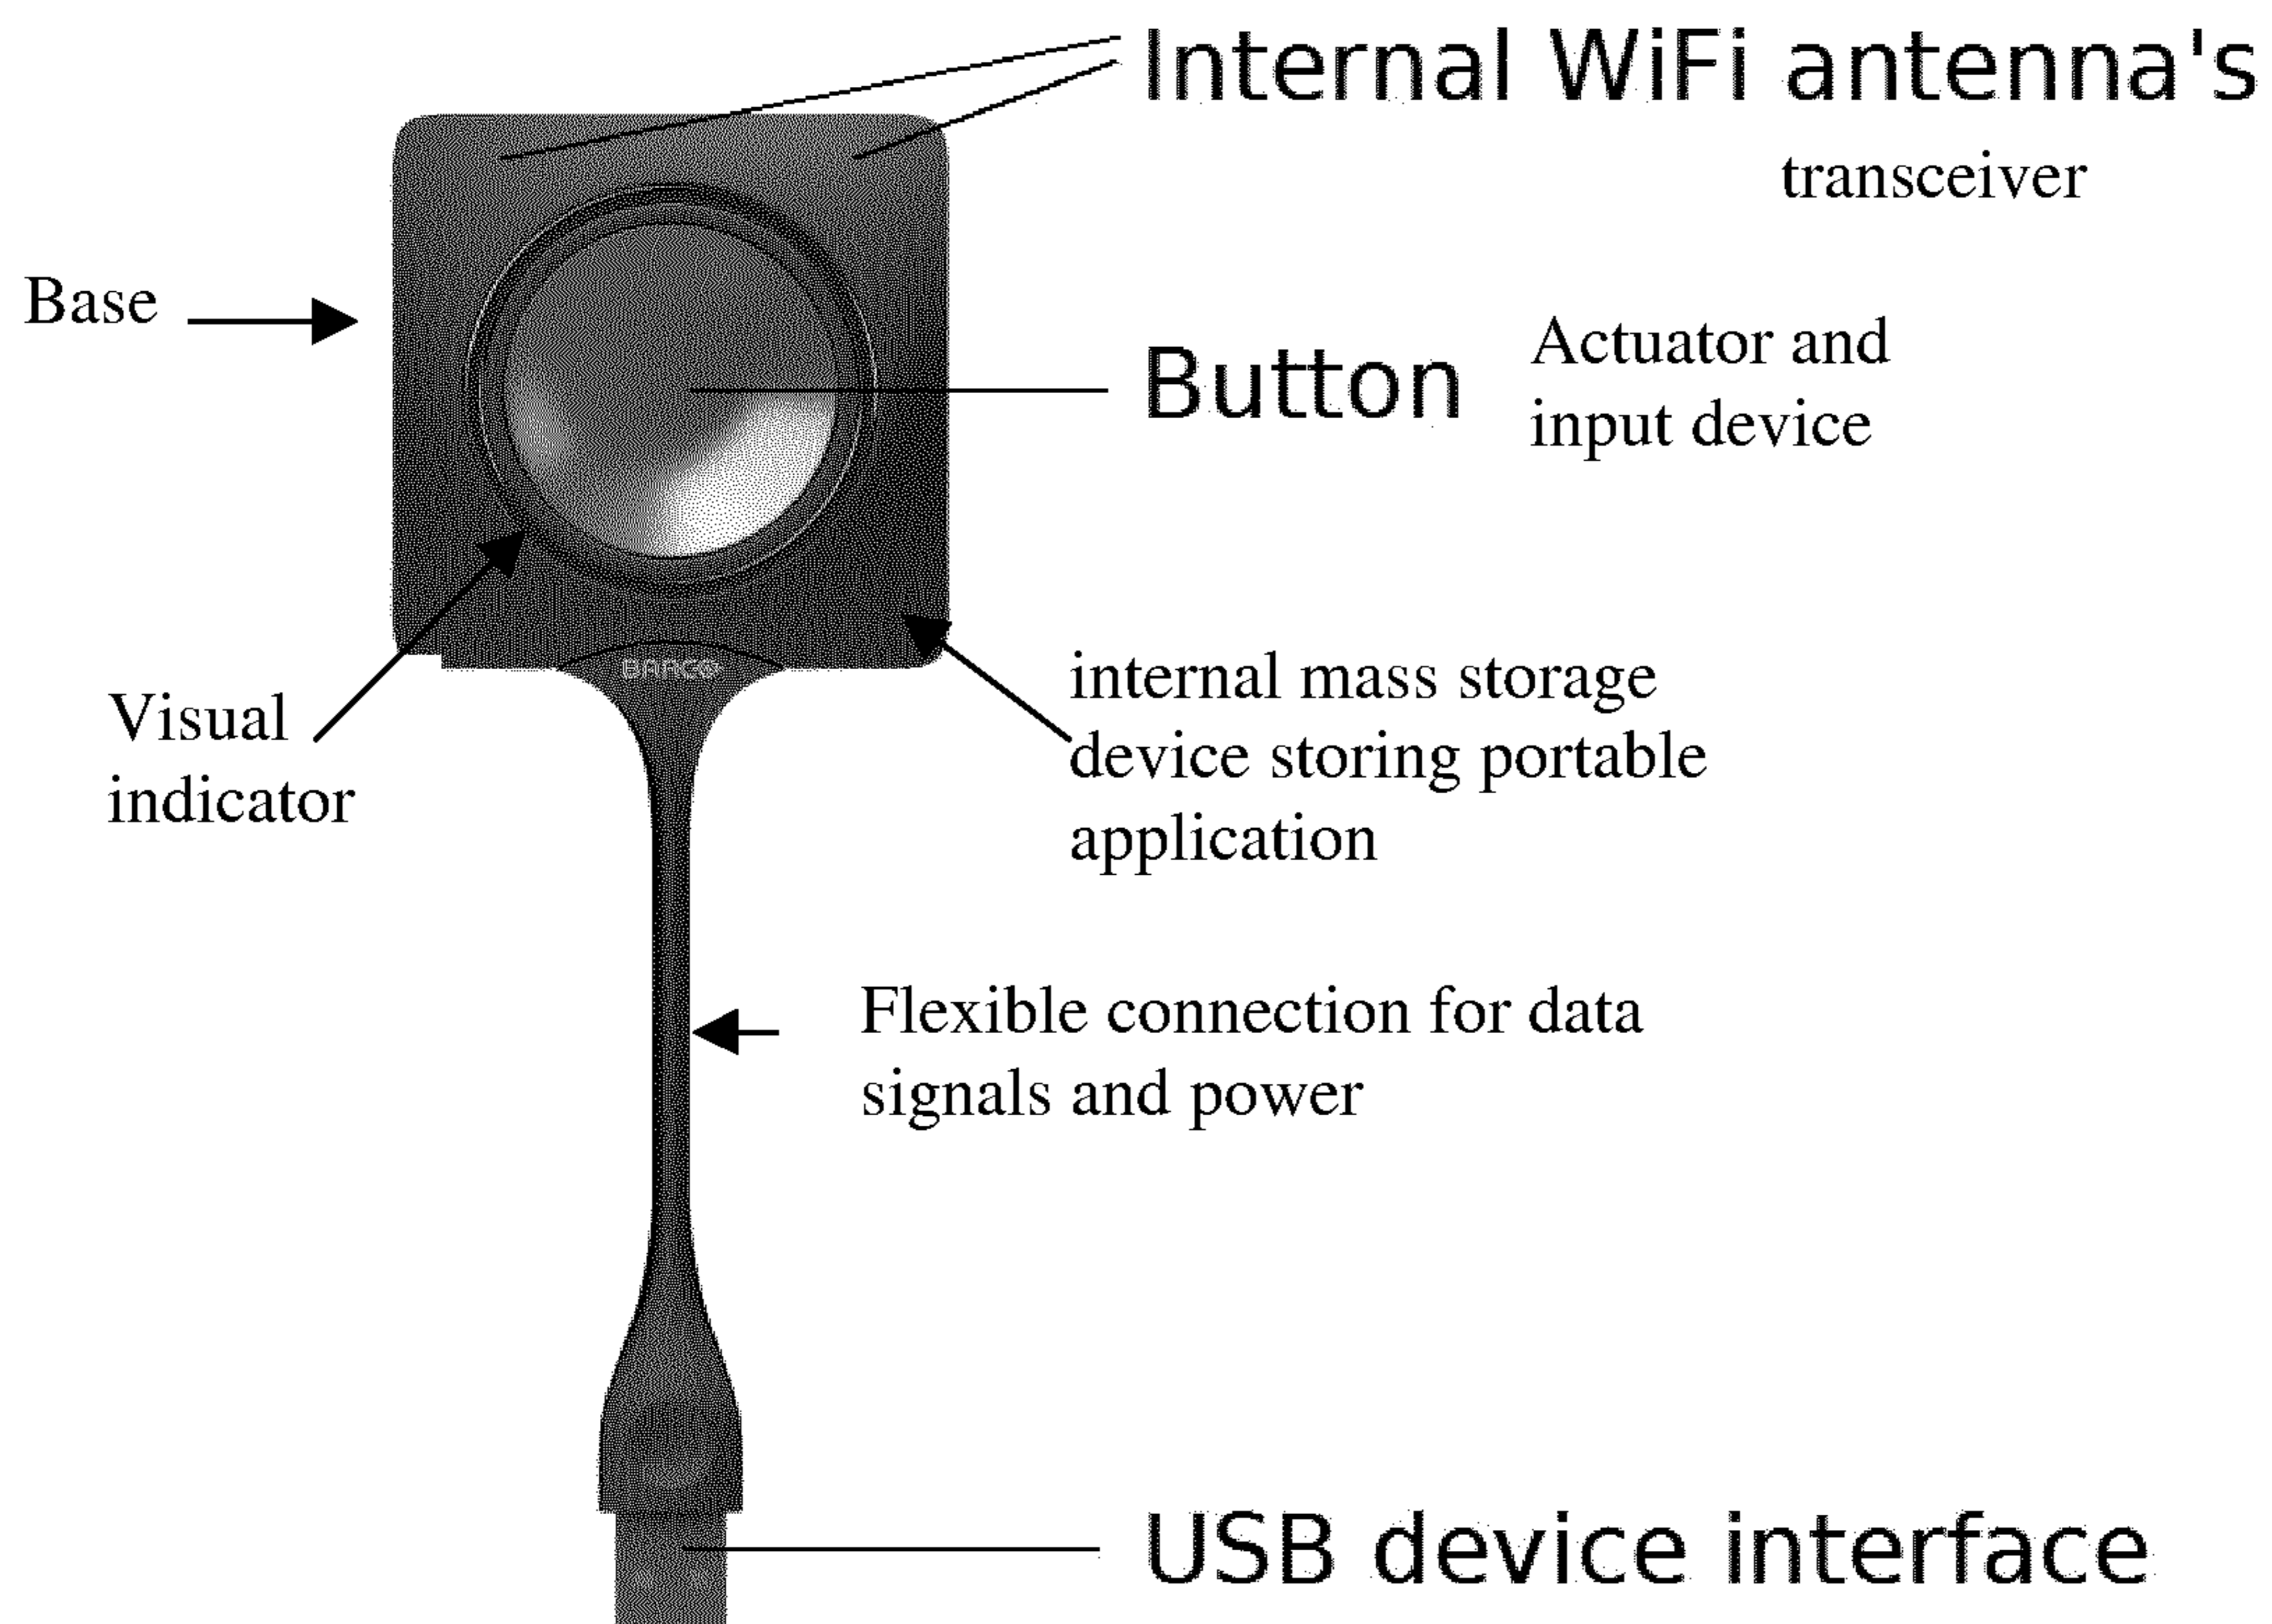 Internal WiFi antenna's
transceiver
Base
Button
Actuator and
input device
BARCO
Visual
indicator
internal mass storage
device storing portable
application
Flexible connection for data
signals and power
USB device interface